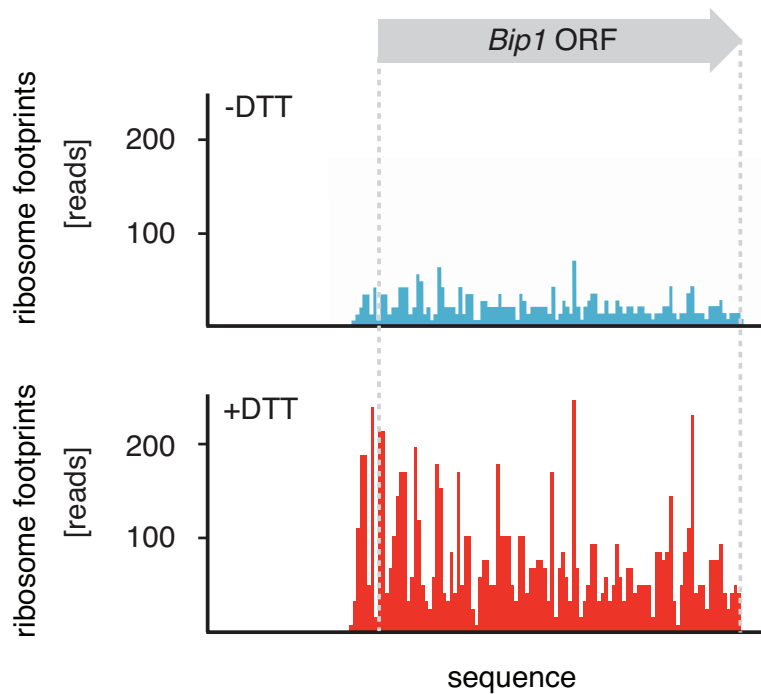 Bip1 ORF
-DTT
ribosome footprints
[reads]
200
100
+DTT
ribosome footprints
[reads]
200
100
sequence